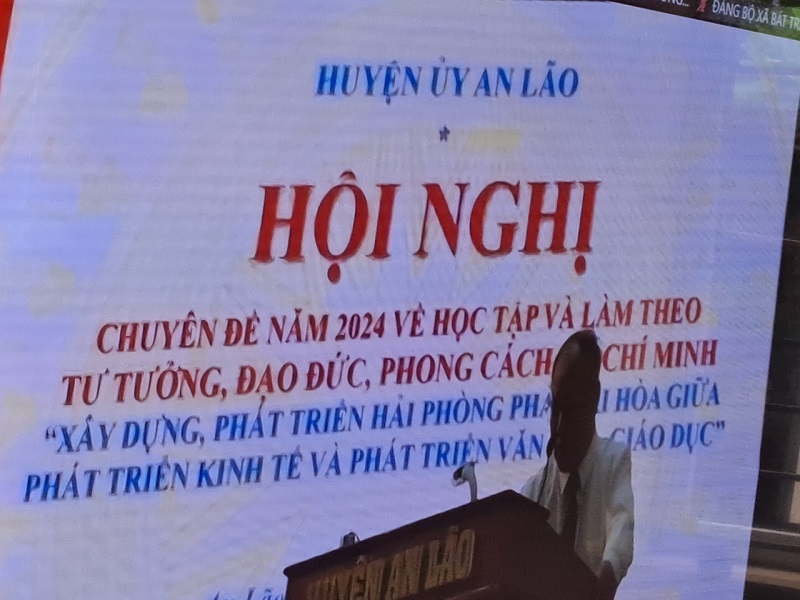 ĐẢNG BỘ XÃ BÁT
HUYỆN ỦY AN LÃO
HỘI NGHỊ
CHUYÊN ĐỀ NĂM 2024 VỀ HỌC TẬP VÀ LÀM THEO
TƯ TƯỞNG, ĐẠO ĐỨC, PHONG CÁCH CHÍ MINH
“XÂY DỰNG, PHÁT TRIỂN HẢI PHÒNG HÒA GIỮA
PHÁT TRIỂN KINH TẾ VÀ PHÁT TRIỂN VĂN GIÁO DỤC”
An Lão
HUYỆN AN LÃO